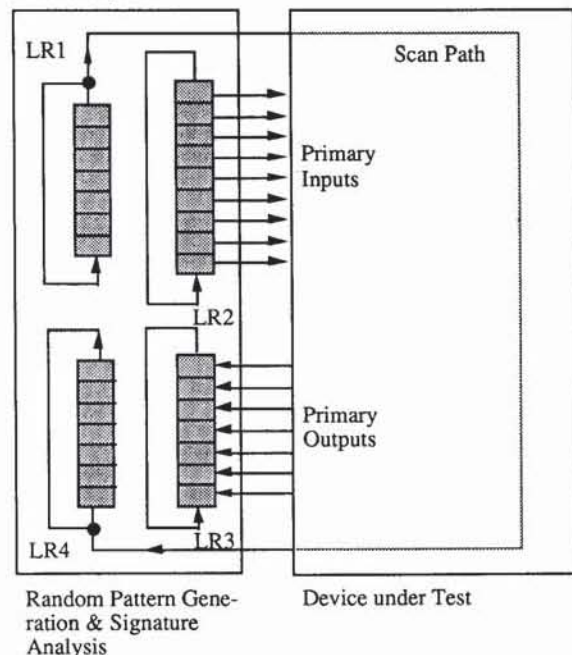 LR1
Scan Path
Primary
Inputs
LR2
Primary
Outputs
LR3
LR4
Random Pattern Gene-
ration & Signature
Analysis
Device under Test